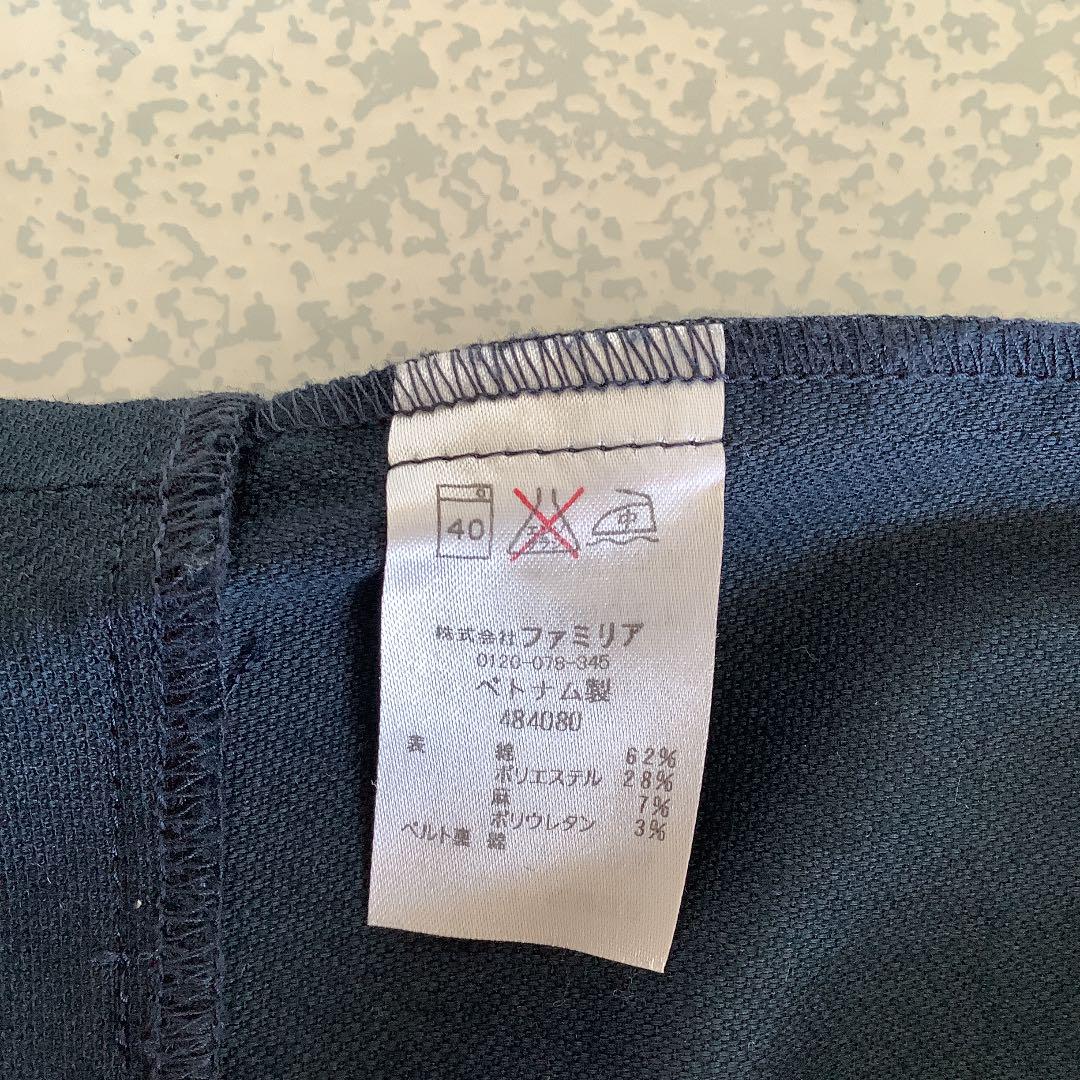 40
中
株式会社ファミリア
0120-078-345
ベトナム製
484080
表 綿 62%
ポリエステル 28%
麻 7%
ポリウレタン 3%
ベルト裏 綿